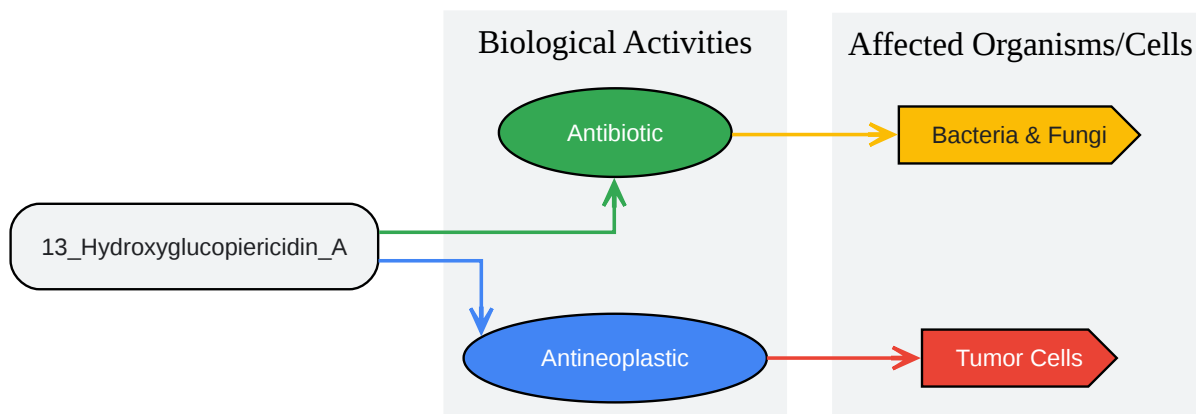 Biological Activities
Affected Organisms/Cells
Antibiotic
Bacteria & Fungi
13_Hydroxyglucopiericidin_A
Antineoplastic
Tumor Cells